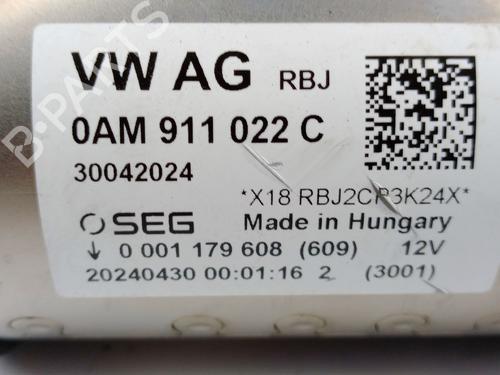 VW AG RBJ
0AM 911 022 C
30042024
*X18 RBJ2CP3K24X*
SEG Made in Hungary
0 001 179 608 (609) 12V
20240430 00:01:16 2 (3001)
B-PARTS